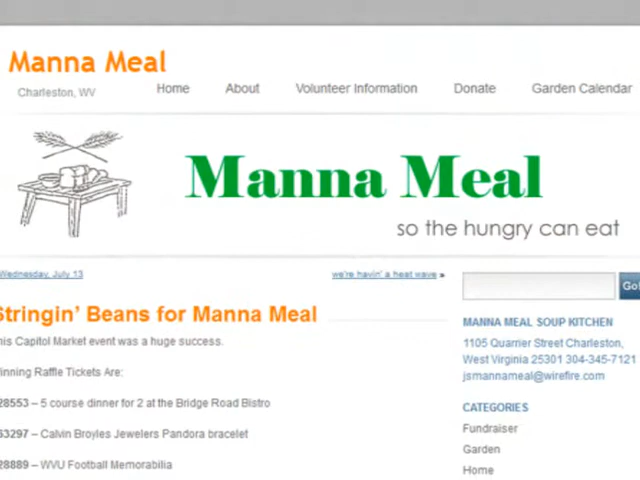 Manna Meal
Charleston, WV
Home About Volunteer Information Donate Garden Calendar
Manna Meal
so the hungry can eat
Wednesday, July 13
we're havin' a heat wave »
Go!
Stringin' Beans for Manna Meal
his Capitol Market event was a huge success.
inning Raffle Tickets Are:
28553 – 5 course dinner for 2 at the Bridge Road Bistro
63297 – Calvin Broyles Jewelers Pandora bracelet
28889 – WVU Football Memorabilia
MANNA MEAL SOUP KITCHEN
1105 Quarrier Street Charleston,
West Virginia 25301 304-345-7121
jsmannameal@wirefire.com
CATEGORIES
Fundraiser
Garden
Home